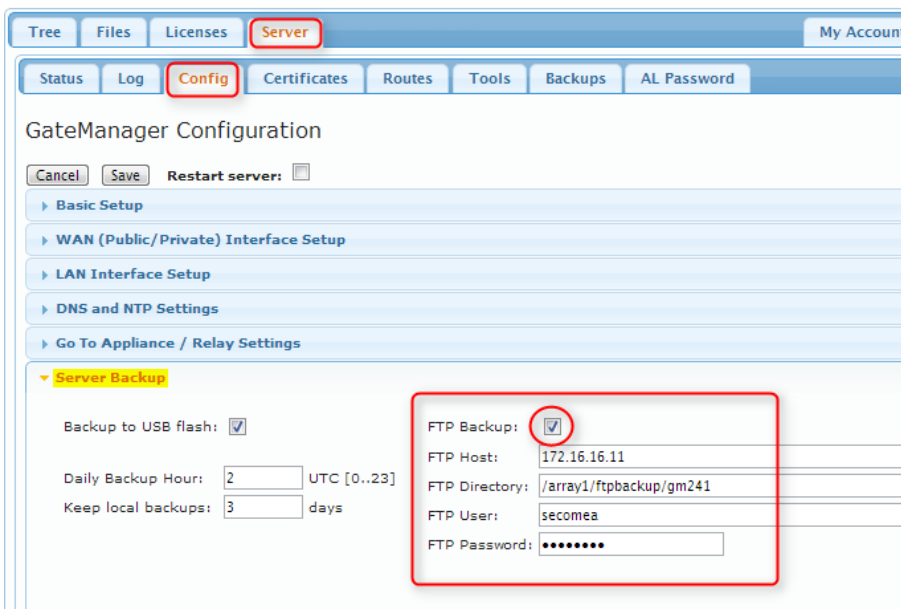 Tree Files Licenses Server My Account
Status Log Config Certificates Routes Tools Backups AL Password
GateManager Configuration
Cancel Save Restart server:
Basic Setup
WAN (Public/Private) Interface Setup
LAN Interface Setup
DNS and NTP Settings
Go To Appliance / Relay Settings
Server Backup
Backup to USB flash: FTP Backup:
FTP Host: 172.16.16.11
Daily Backup Hour: 2 UTC [0..23] FTP Directory: /array1/ftpbackup/gm241
Keep local backups: 3 days FTP User: secomea
FTP Password: ••••••••